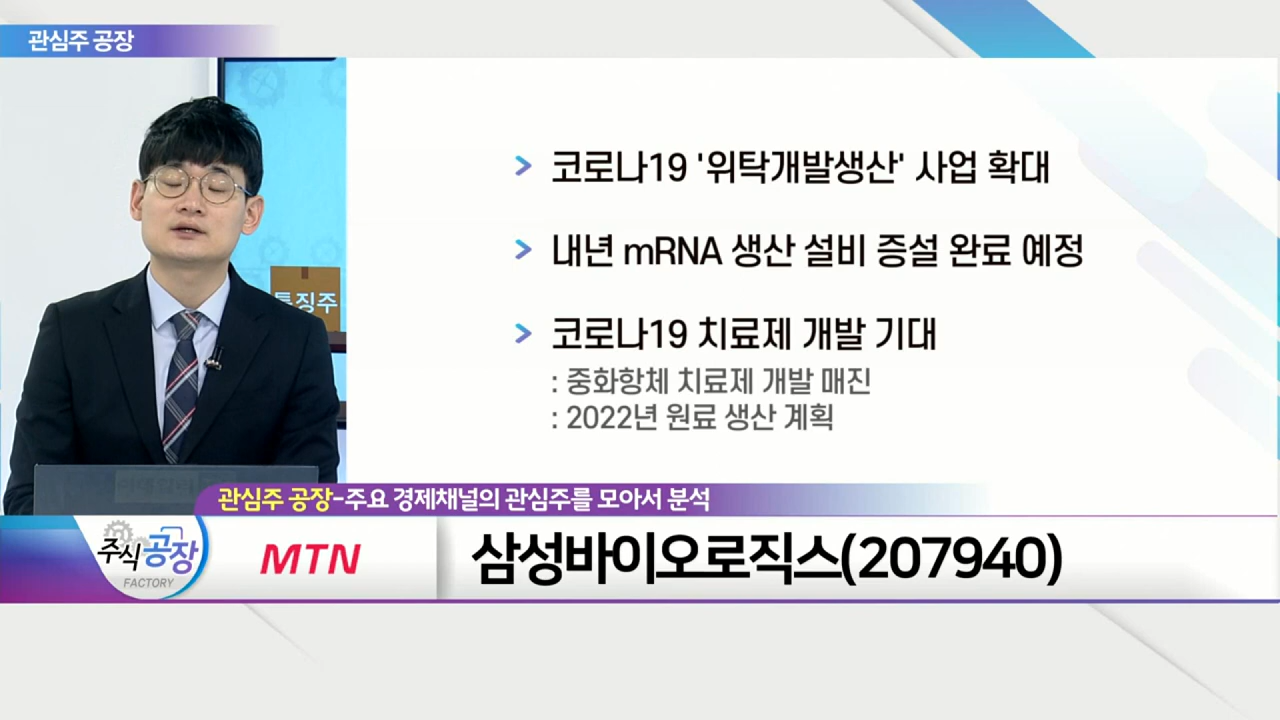 관심주 공장
코로나19 '위탁개발생산' 사업 확대
내년 mRNA 생산 설비 증설 완료 예정
코로나19 치료제 개발 기대
: 중화항체 치료제 개발 매진
: 2022년 원료 생산 계획
특징주
관심주 공장-주요 경제채널의 관심주를 모아서 분석
주식공장
FACTORY
MTN
삼성바이오로직스(207940)